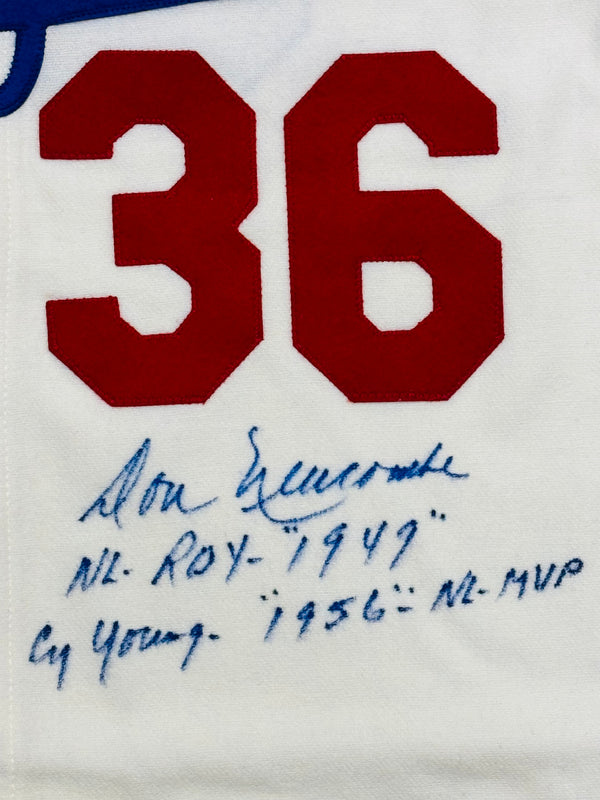 36
Don Newcombe
NL- ROY- "1949"
Cy Young- "1956"- NL-MVP